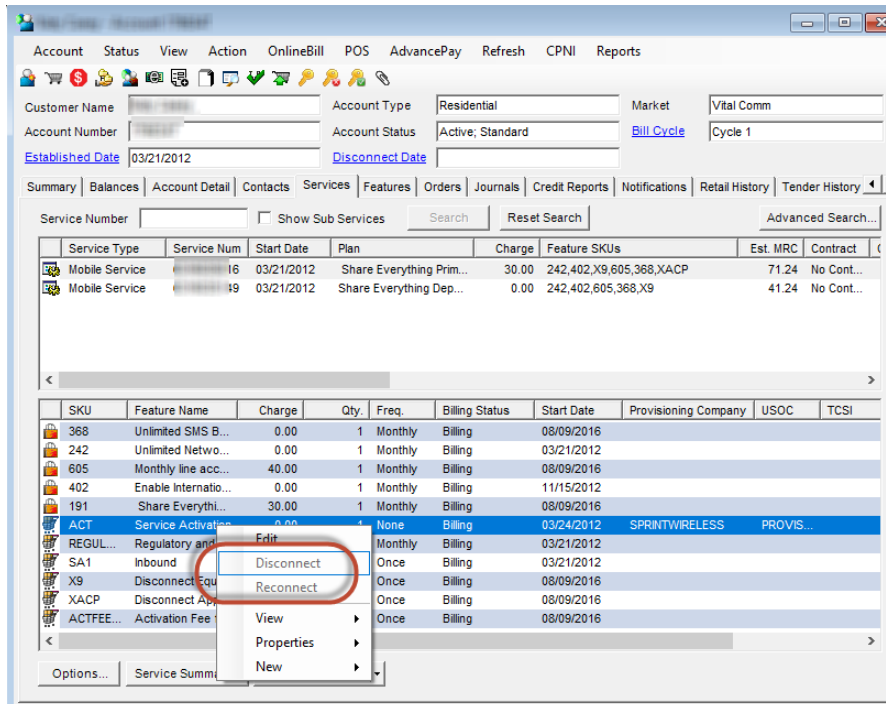 Account Status View Action OnlineBill POS AdvancePay Refresh CPNI Reports
Customer Name Account Type Residential Market Vital Comm
Account Number Account Status Active; Standard Bill Cycle Cycle 1
Established Date 03/21/2012 Disconnect Date
Summary Balances Account Detail Contacts Services Features Orders Journals Credit Reports Notifications Retail History Tender History
Service Number Show Sub Services Search Reset Search Advanced Search...
Service Type Service Num Start Date Plan Charge Feature SKUs Est. MRC Contract
Mobile Service 16 03/21/2012 Share Everything Prim... 30.00 242,402,X9,605,368,XACP 71.24 No Cont...
Mobile Service 49 03/21/2012 Share Everything Dep... 0.00 242,402,605,368,X9 41.24 No Cont...
SKU Feature Name Charge Qty. Freq. Billing Status Start Date Provisioning Company USOC TCSI
368 Unlimited SMS B... 0.00 1 Monthly Billing 08/09/2016
242 Unlimited Netwo... 0.00 1 Monthly Billing 03/21/2012
605 Monthly line acc... 40.00 1 Monthly Billing 08/09/2016
402 Enable Internatio... 0.00 1 Monthly Billing 11/15/2012
191 Share Everythi... 30.00 1 Monthly Billing 08/09/2016
ACT Service Activation 0.00 1 None Billing 03/24/2012 SPRINTWIRELESS PROVIS...
REGUL... Regulatory and Edit Monthly Billing 03/21/2012
SA1 Inbound Disconnect Once Billing 03/21/2012
X9 Disconnect Equ Once Billing 08/09/2016
Reconnect
XACP Disconnect Ap Once Billing 08/09/2016
ACTFEE... Activation Fee View Once Billing 08/09/2016
Properties
New
Options... Service Summ